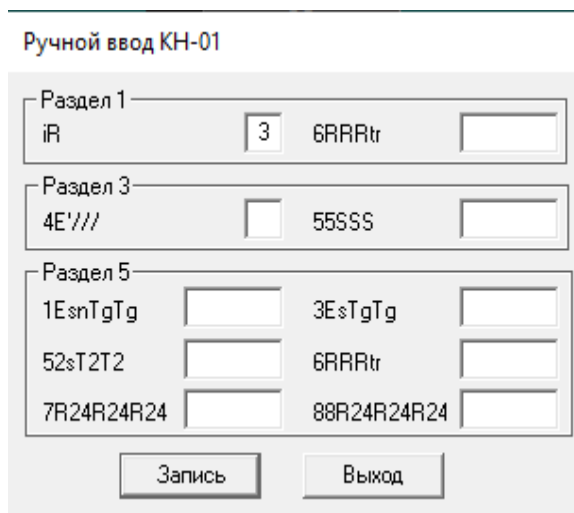 Ручной ввод КН-01
Раздел 1
iR 3 6RRRtr
Раздел 3
4E'/// 55SSS
Раздел 5
1EsnTgTg 3EsTgTg
52sT2T2 6RRRtr
7R24R24R24 88R24R24R24
Запись Выход